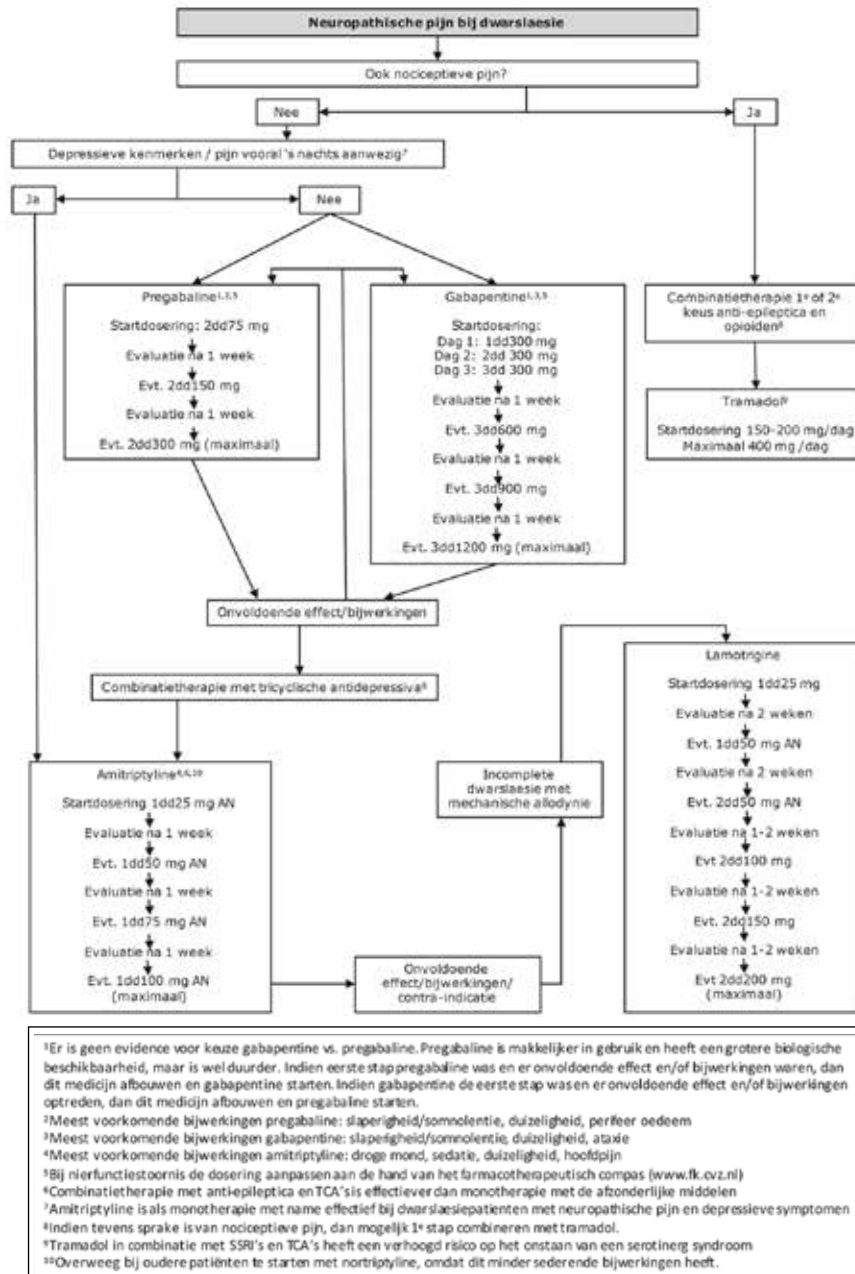 Neuropathische pijn bij dwarslaesie
Ook nociceptieve pijn?
Nee
Ja
Depressieve kenmerken / pijn vooral 's nachts aanwezig⁷
Ja
Nee
Pregabaline¹,²,⁵
Startdosering: 2dd75 mg
Evaluatie na 1 week
Evt. 2dd150 mg
Evaluatie na 1 week
Evt. 2dd300 mg (maximaal)
Gabapentine¹,³,⁵
Startdosering:
Dag 1: 1dd300 mg
Dag 2: 2dd 300 mg
Dag 3: 3dd 300 mg
Evaluatie na 1 week
Evt. 3dd600 mg
Evaluatie na 1 week
Evt. 3dd900 mg
Evaluatie na 1 week
Evt. 3dd1200 mg (maximaal)
Combinatietherapie 1ᵉ of 2ᵉ
keus anti-epileptica en
opioiden⁸
Tramadol⁹
Startdosering 150-200 mg/dag
Maximaal 400 mg /dag
Onvoldoende effect/bijwerkingen
Combinatietherapie met tricyclische antidepressiva⁶
Amitriptyline⁴,⁶,¹⁰
Startdosering 1dd25 mg AN
Evaluatie na 1 week
Evt. 1dd50 mg AN
Evaluatie na 1 week
Evt. 1dd75 mg AN
Evaluatie na 1 week
Evt. 1dd100 mg AN
(maximaal)
Onvoldoende
effect/bijwerkingen/
contra-indicatie
Incomplete
dwarslaesie met
mechanische allodynie
Lamotrigine
Startdosering 1dd25 mg
Evaluatie na 2 weken
Evt. 1dd50 mg AN
Evaluatie na 2 weken
Evt. 2dd50 mg AN
Evaluatie na 1-2 weken
Evt 2dd100 mg
Evaluatie na 1-2 weken
Evt. 2dd150 mg
Evaluatie na 1-2 weken
Evt 2dd200 mg
(maximaal)
¹Er is geen evidence voor keuze gabapentine vs. pregabaline. Pregabaline is makkelijker in gebruik en heeft een grotere biologische
beschikbaarheid, maar is wel duurder. Indien eerste stap pregabaline was en er onvoldoende effect en/of bijwerkingen waren, dan
dit medicijn afbouwen en gabapentine starten. Indien gabapentine de eerste stap was en er onvoldoende effect en/of bijwerkingen
optreden, dan dit medicijn afbouwen en pregabaline starten.
²Meest voorkomende bijwerkingen pregabaline: slaperigheid/somnolentie, duizeligheid, perifeer oedeem
³Meest voorkomende bijwerkingen gabapentine: slaperigheid/somnolentie, duizeligheid, ataxie
⁴Meest voorkomende bijwerkingen amitriptyline: droge mond, sedatie, duizeligheid, hoofdpijn
⁵Bij nierfunctiestoornis de dosering aanpassen aan de hand van het farmacotherapeutisch compas (www.fk.cvz.nl)
⁶Combinatietherapie met anti-epileptica en TCA's is effectiever dan monotherapie met de afzonderlijke middelen
⁷Amitriptyline is als monotherapie met name effectief bij dwarslaesiepatienten met neuropathische pijn en depressieve symptomen
⁸Indien tevens sprake is van nociceptieve pijn, dan mogelijk 1ᵉ stap combineren met tramadol.
⁹Tramadol in combinatie met SSRI's en TCA's heeft een verhoogd risico op het onstaan van een serotinerg syndroom
¹⁰Overweeg bij oudere patiënten te starten met nortriptyline, omdat dit minder sederende bijwerkingen heeft.